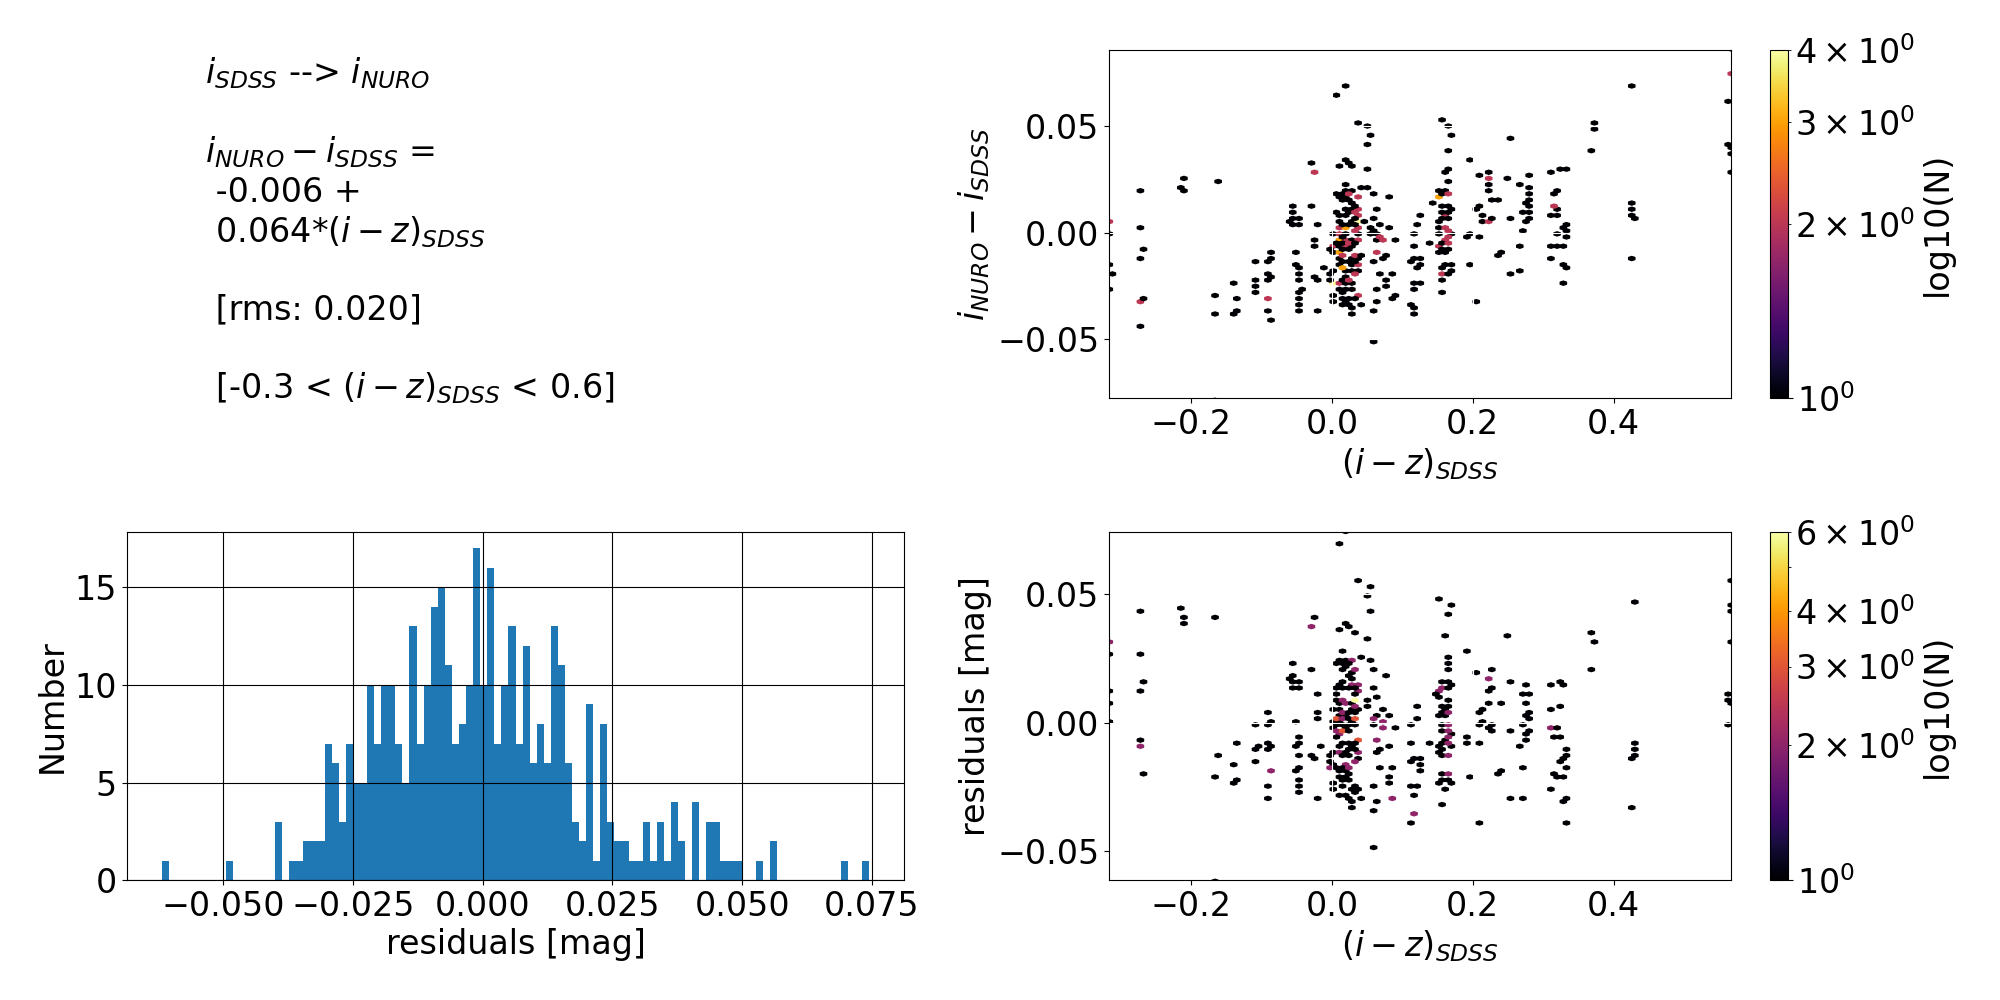 i_SDSS --> i_NURO
i_NURO − i_SDSS =
-0.006 +
0.064*(i − z)_SDSS
[rms: 0.020]
[-0.3 < (i − z)_SDSS < 0.6]
i_NURO − i_SDSS
0.05
0.00
−0.05
−0.2 0.0 0.2 0.4
(i − z)_SDSS
4 × 10^0
3 × 10^0
2 × 10^0
10^0
log10(N)
Number
15
10
5
0
−0.050 −0.025 0.000 0.025 0.050 0.075
residuals [mag]
residuals [mag]
0.05
0.00
−0.05
−0.2 0.0 0.2 0.4
(i − z)_SDSS
6 × 10^0
4 × 10^0
3 × 10^0
2 × 10^0
10^0
log10(N)